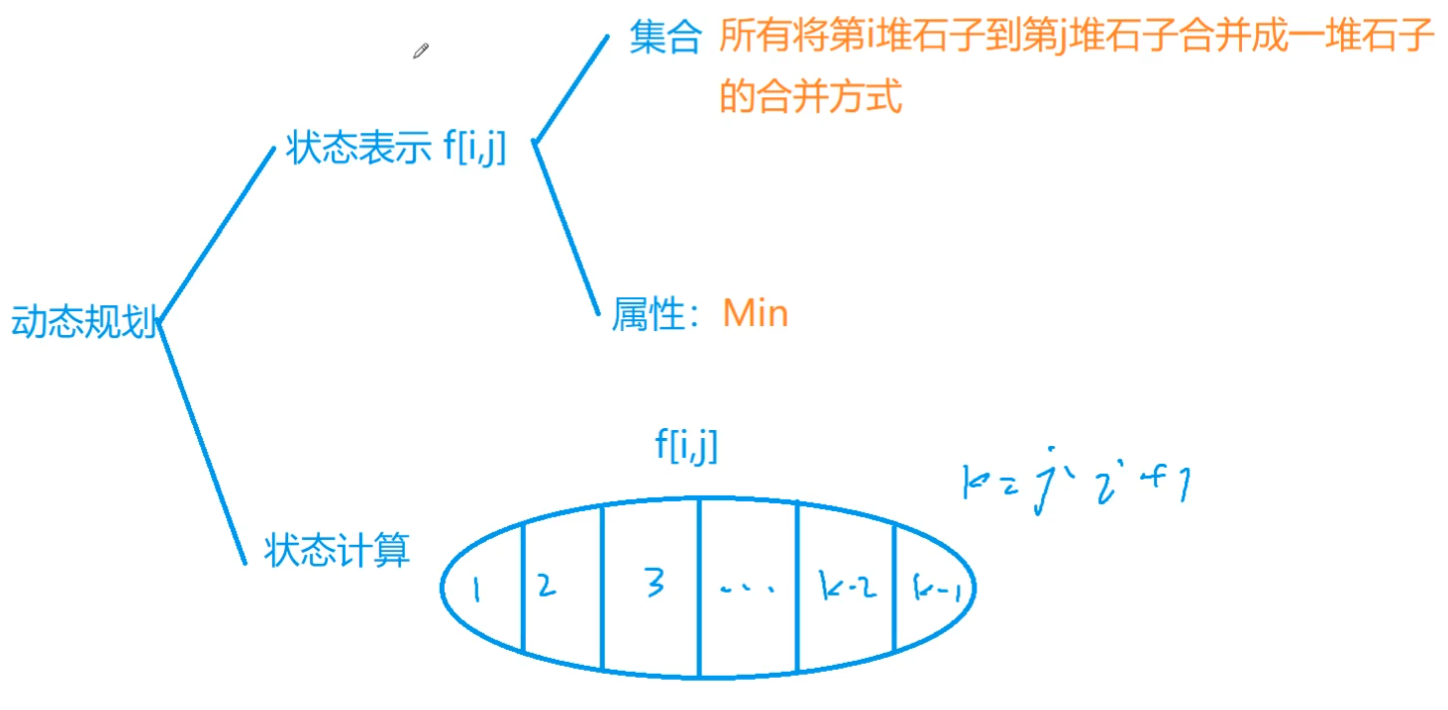 集合 所有将第i堆石子到第j堆石子合并成一堆石子
的合并方式
状态表示 f[i,j]
动态规划
属性：Min
f[i,j]
k = j i + 1
状态计算
1 2 3 ... k-2 k-1